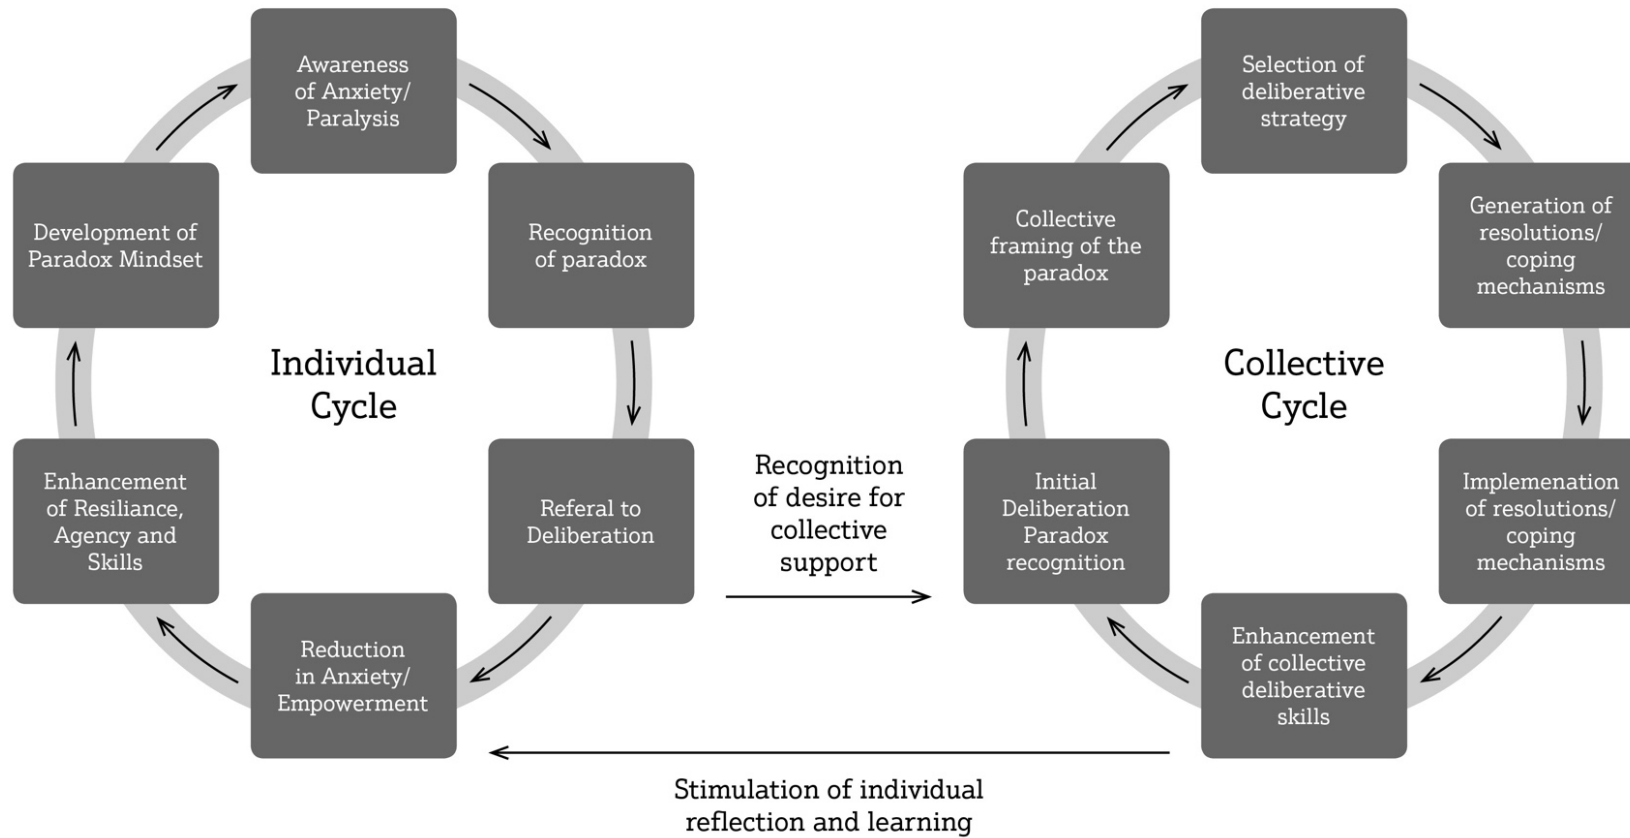 Awareness
of Anxiety/
Paralysis
Recognition
of paradox
Referal to
Deliberation
Reduction
in Anxiety/
Empowerment
Enhancement
of Resiliance,
Agency and
Skills
Development of
Paradox Mindset
Individual
Cycle
Recognition
of desire for
collective
support
Initial
Deliberation
Paradox
recognition
Collective
framing of the
paradox
Selection of
deliberative
strategy
Generation of
resolutions/
coping
mechanisms
Implemenation
of resolutions/
coping
mechanisms
Enhancement
of collective
deliberative
skills
Collective
Cycle
Stimulation of individual
reflection and learning